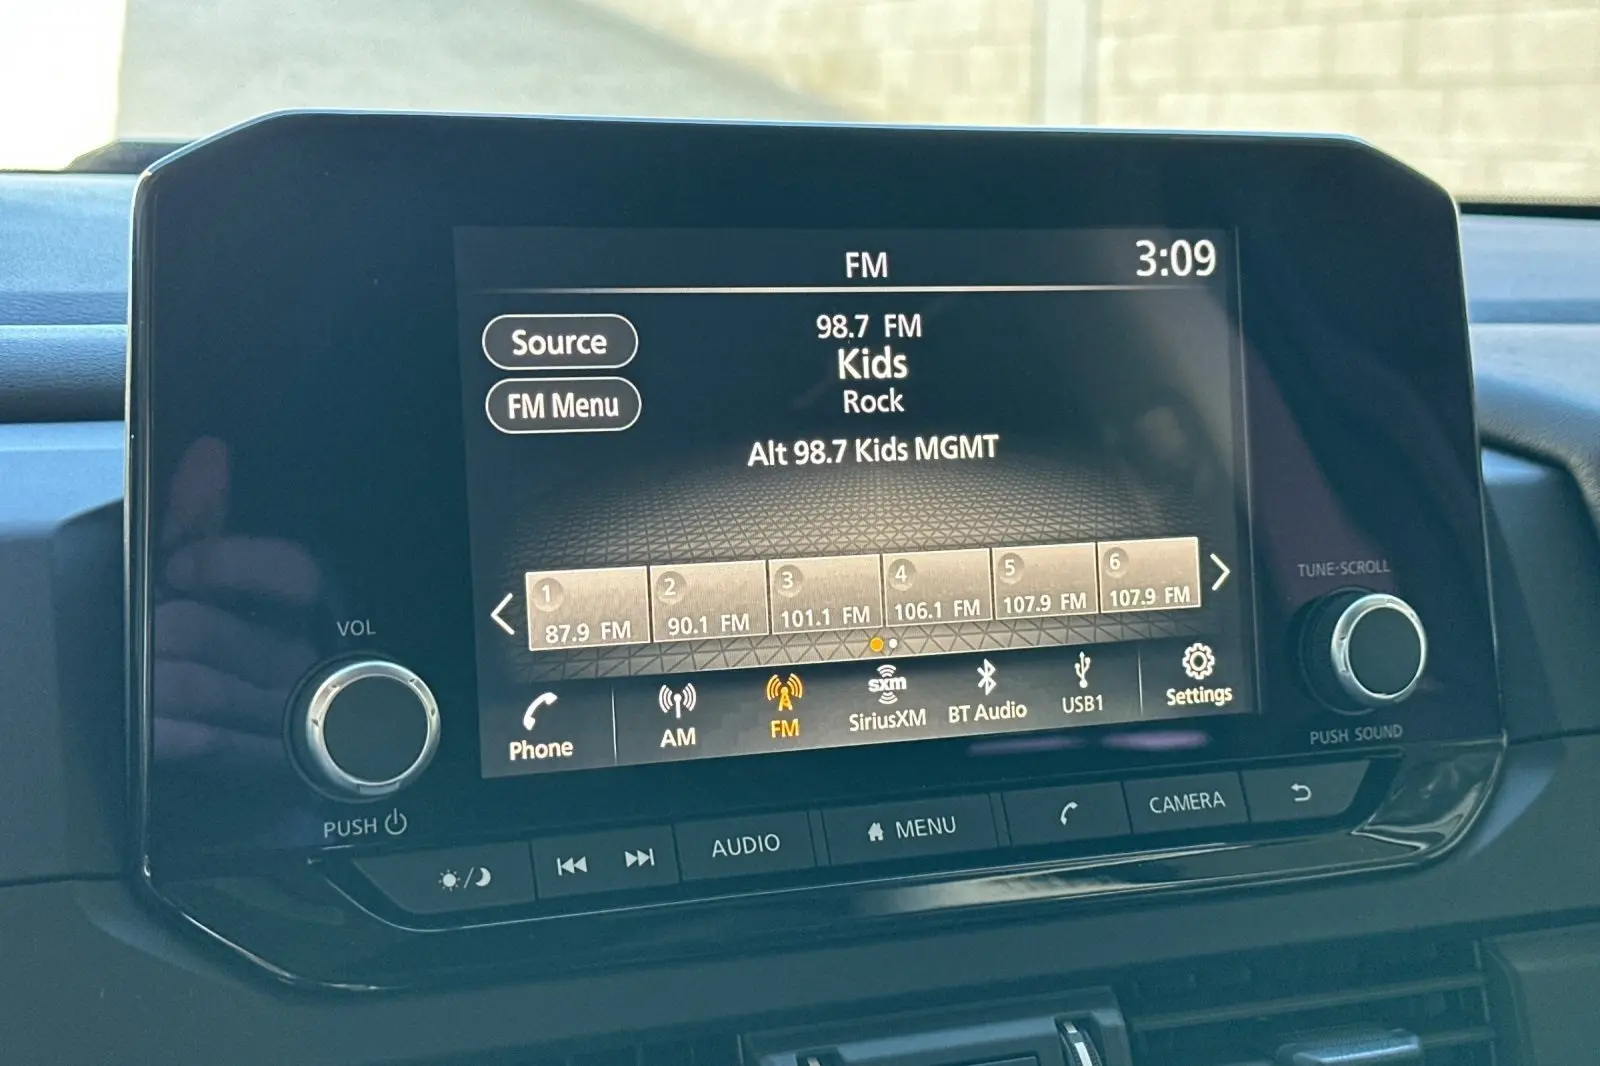 FM
3:09
Source
98.7 FM
Kids
FM Menu
Rock
Alt 98.7 Kids MGMT
1
87.9 FM
2
90.1 FM
3
101.1 FM
4
106.1 FM
5
107.9 FM
6
107.9 FM
TUNE·SCROLL
VOL
Phone
AM
FM
sxm
SiriusXM
BT Audio
USB1
Settings
PUSH SOUND
PUSH
AUDIO
MENU
CAMERA